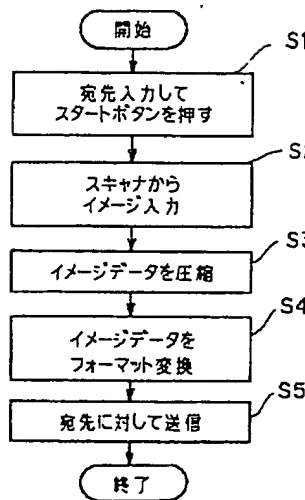 開始
S1
宛先入力して
スタートボタンを押す
S2
スキャナから
イメージ入力
S3
イメージデータを圧縮
S4
イメージデータを
フォーマット変換
S5
宛先に対して送信
終了